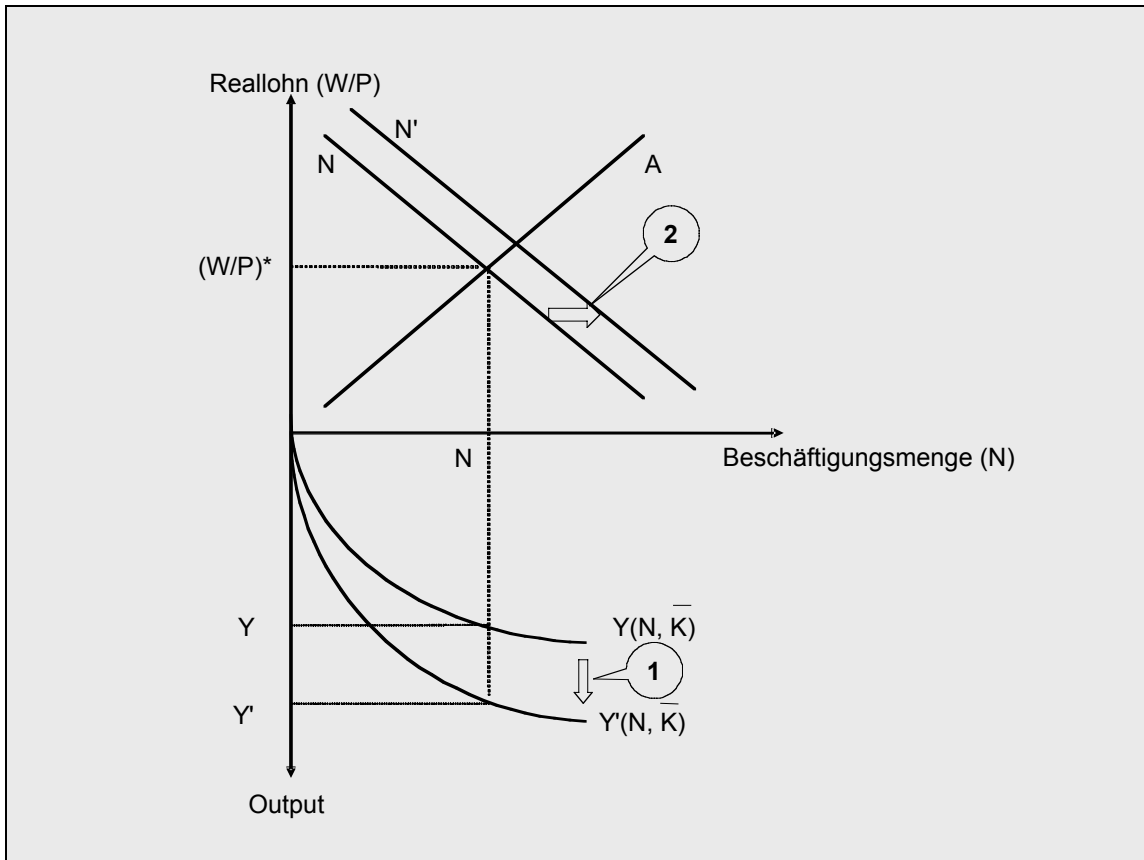 Reallohn (W/P)
N'
N
A
2
(W/P)*
N
Beschäftigungsmenge (N)
Y
Y(N, K̅)
1
Y'
Y'(N, K̅)
Output